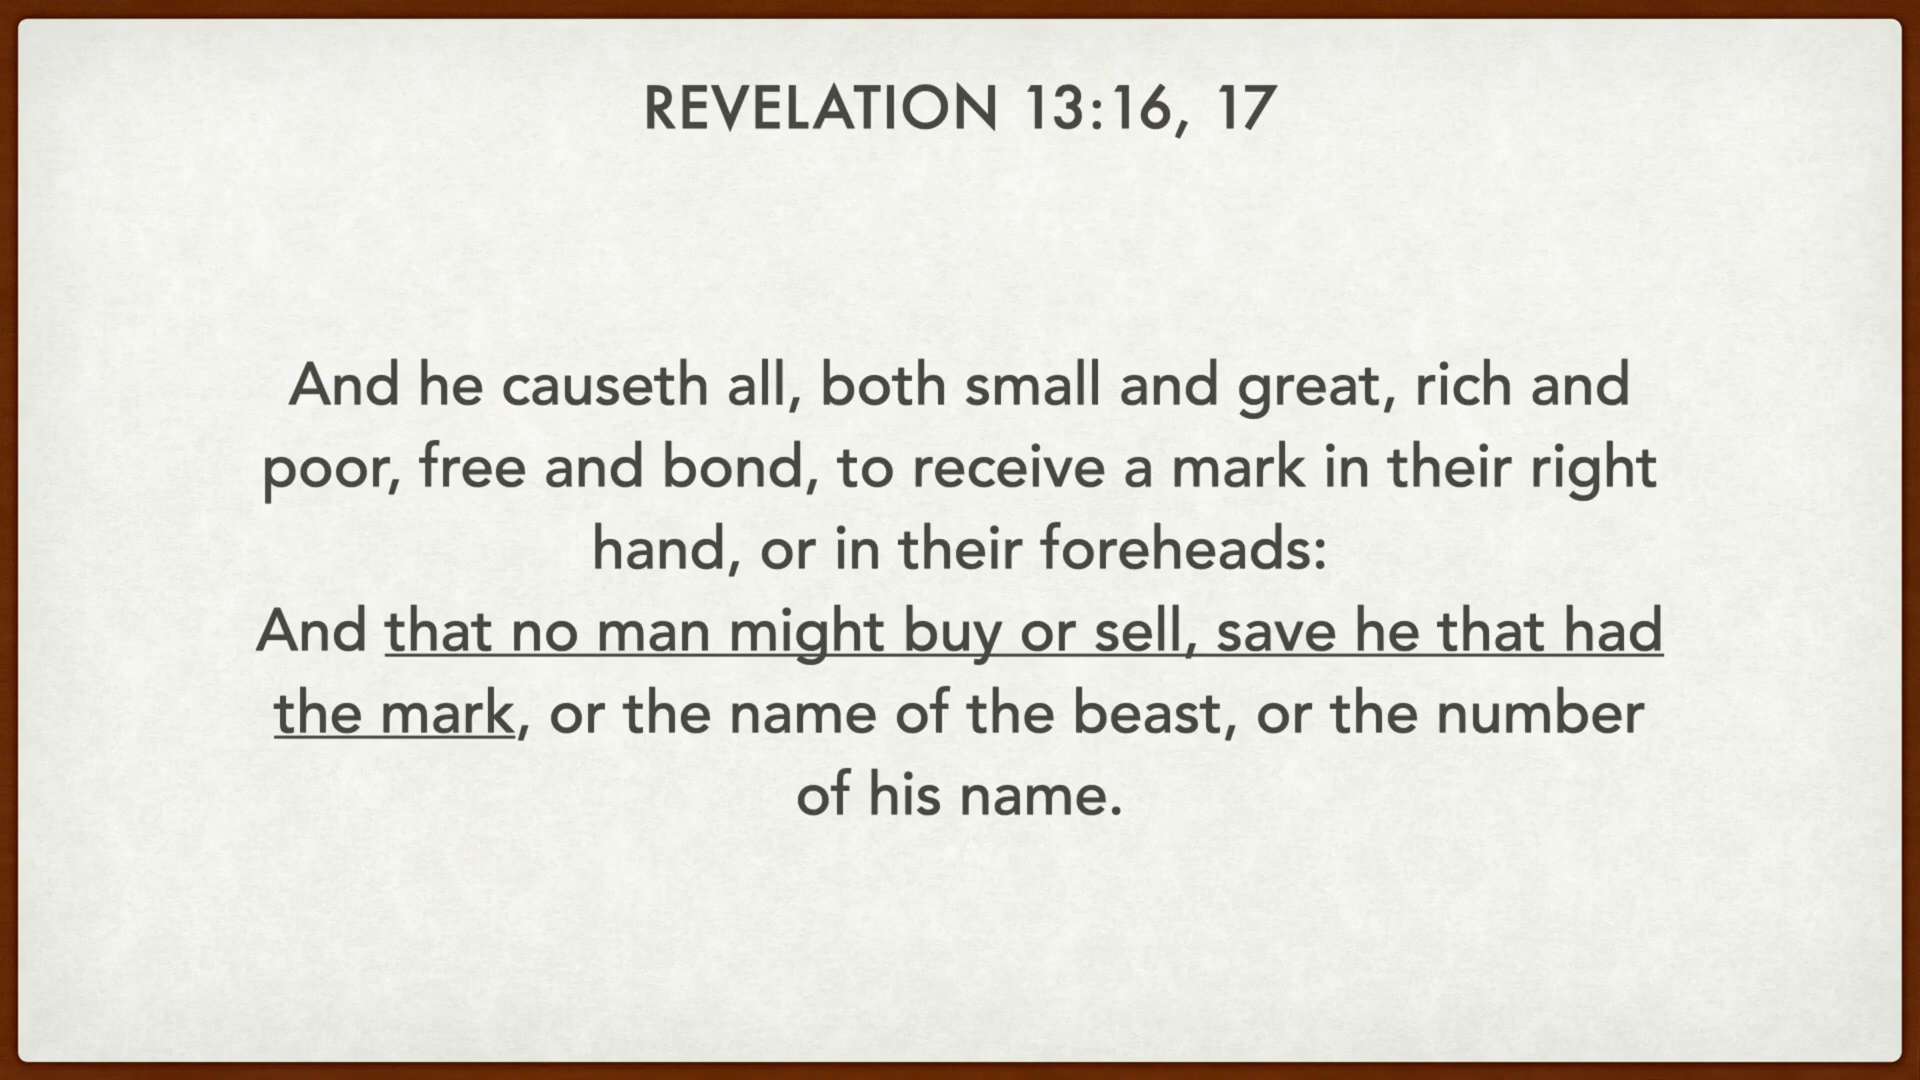 REVELATION 13:16, 17
And he causeth all, both small and great, rich and
poor, free and bond, to receive a mark in their right
hand, or in their foreheads:
And that no man might buy or sell, save he that had
the mark, or the name of the beast, or the number
of his name.